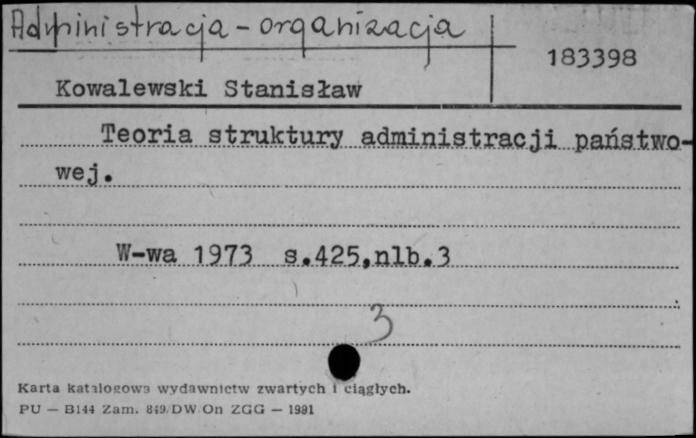 Administracja - organizacja
183398
Kowalewski Stanisław
Teoria struktury administracji państwo-
wej.
W-wa 1973 s.425,nlb.3
3
Karta katalogowa wydawnictw zwartych i ciągłych.
PU — B144 Zam. 849/DW/On ZGG — 1991